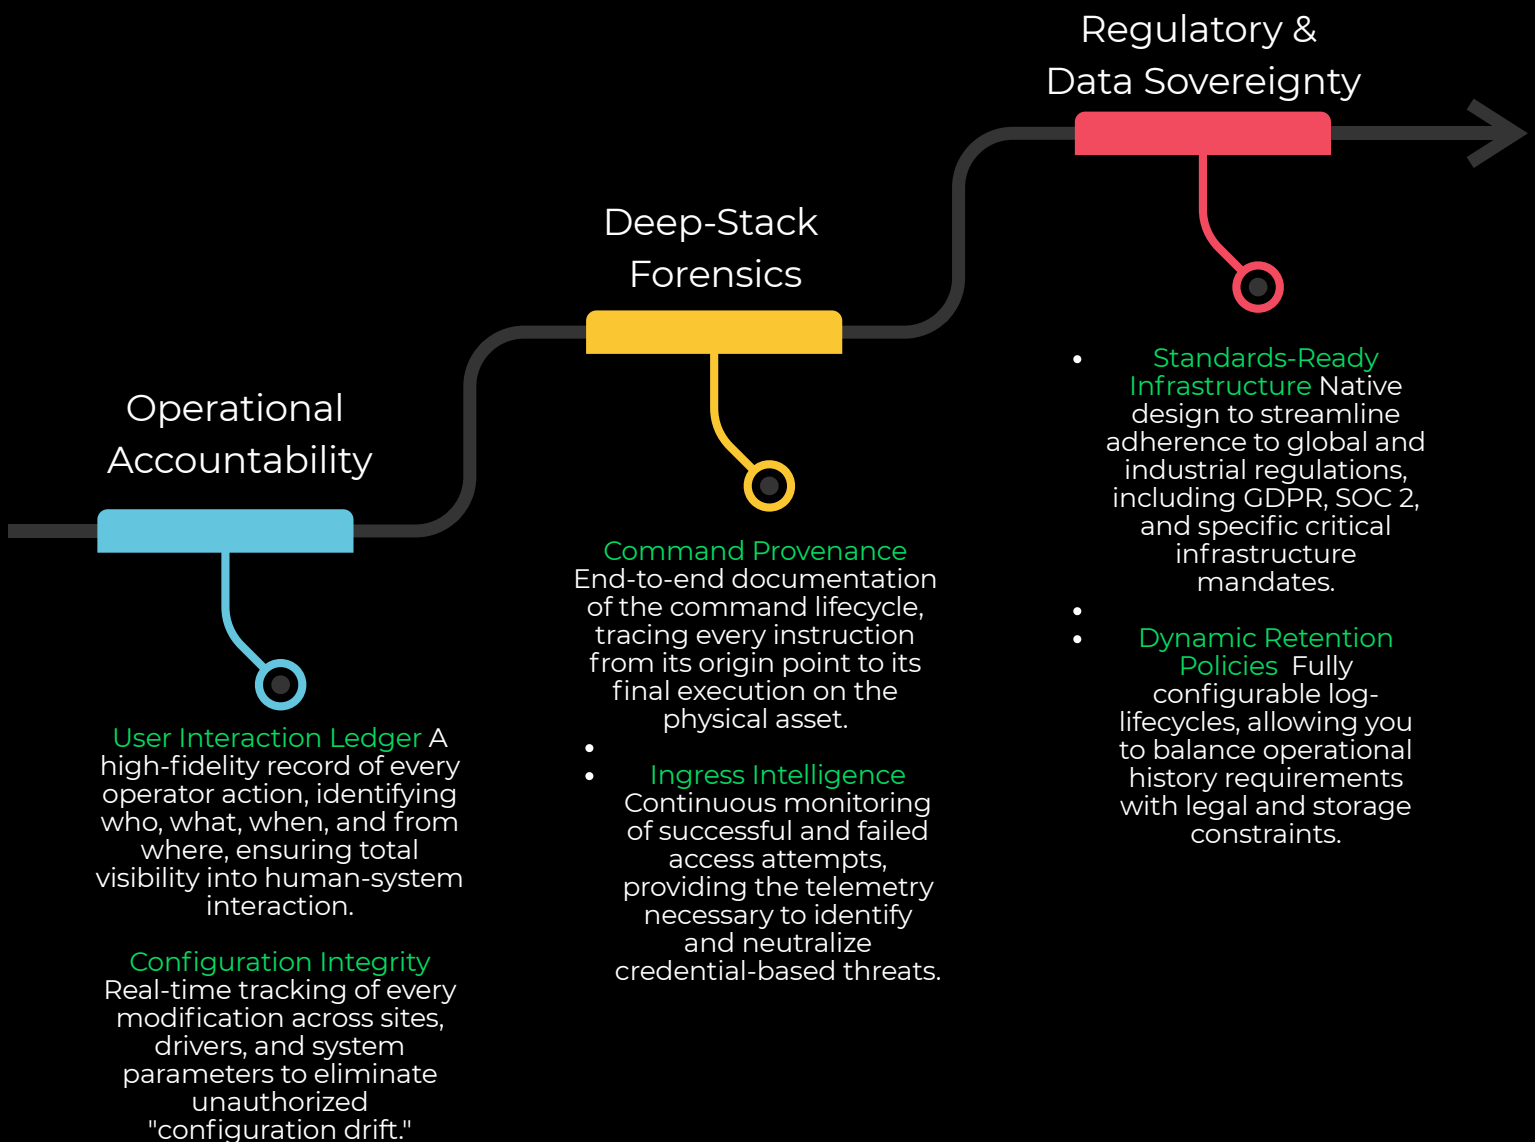 Operational
Accountability
User Interaction Ledger A
high-fidelity record of every
operator action, identifying
who, what, when, and from
where, ensuring total
visibility into human-system
interaction.
Configuration Integrity
Real-time tracking of every
modification across sites,
drivers, and system
parameters to eliminate
unauthorized
"configuration drift."
Deep-Stack
Forensics
Command Provenance
End-to-end documentation
of the command lifecycle,
tracing every instruction
from its origin point to its
final execution on the
physical asset.
Ingress Intelligence
Continuous monitoring
of successful and failed
access attempts,
providing the telemetry
necessary to identify
and neutralize
credential-based threats.
Regulatory &
Data Sovereignty
Standards-Ready
Infrastructure Native
design to streamline
adherence to global and
industrial regulations,
including GDPR, SOC 2,
and specific critical
infrastructure
mandates.
Dynamic Retention
Policies  Fully
configurable log-
lifecycles, allowing you
to balance operational
history requirements
with legal and storage
constraints.